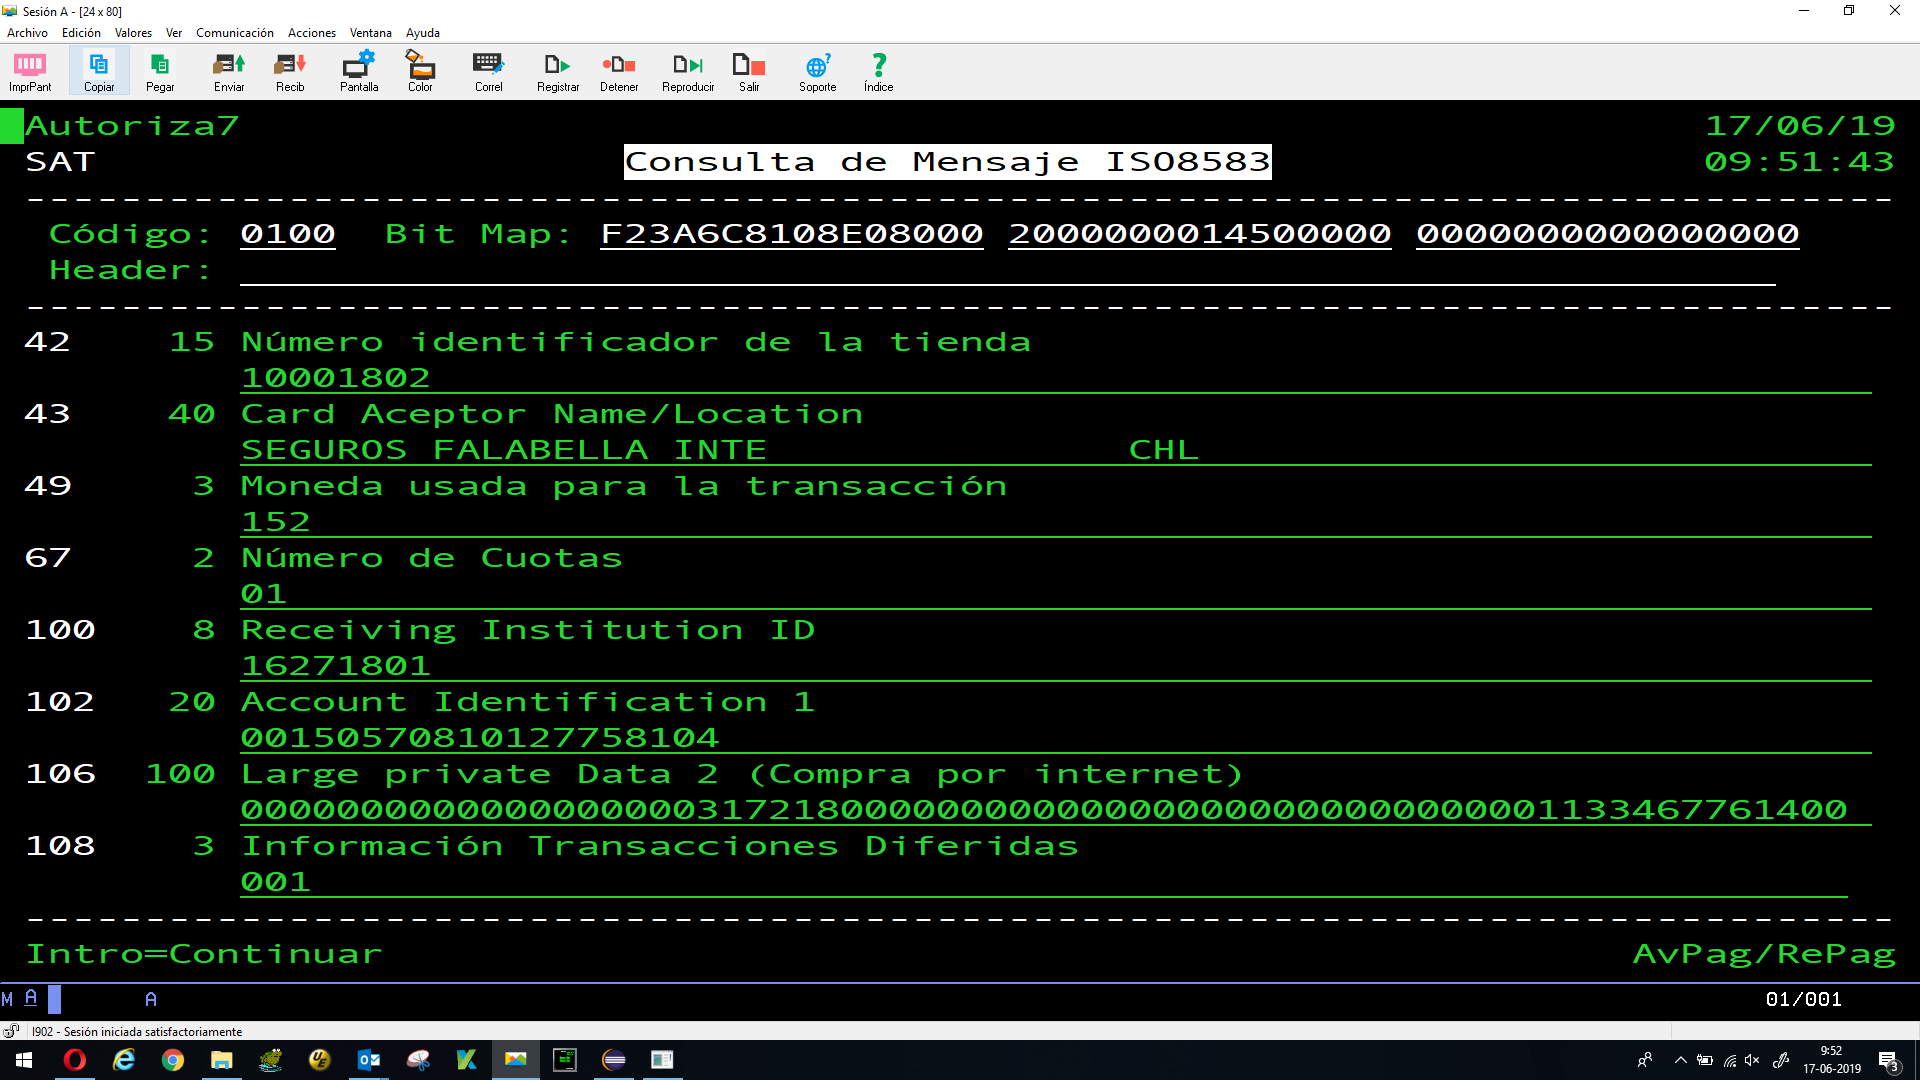 Sesión A - [24 x 80]
Archivo Edición Valores Ver Comunicación Acciones Ventana Ayuda
ImprPant Copiar Pegar Enviar Recib Pantalla Color Correl Registrar Detener Reproducir Salir Soporte Índice
Autoriza7 17/06/19
SAT Consulta de Mensaje ISO8583 09:51:43
Código: 0100 Bit Map: F23A6C8108E08000 2000000014500000 0000000000000000
Header:
42 15 Número identificador de la tienda
10001802
43 40 Card Aceptor Name/Location
SEGUROS FALABELLA INTE CHL
49 3 Moneda usada para la transacción
152
67 2 Número de Cuotas
01
100 8 Receiving Institution ID
16271801
102 20 Account Identification 1
00150570810127758104
106 100 Large private Data 2 (Compra por internet)
0000000000000000000317218000000000000000000000000000001133467761400
108 3 Información Transacciones Diferidas
001
Intro=Continuar AvPag/RePag
M A A 01/001
I902 - Sesión iniciada satisfactoriamente
9:52
17-06-2019
3